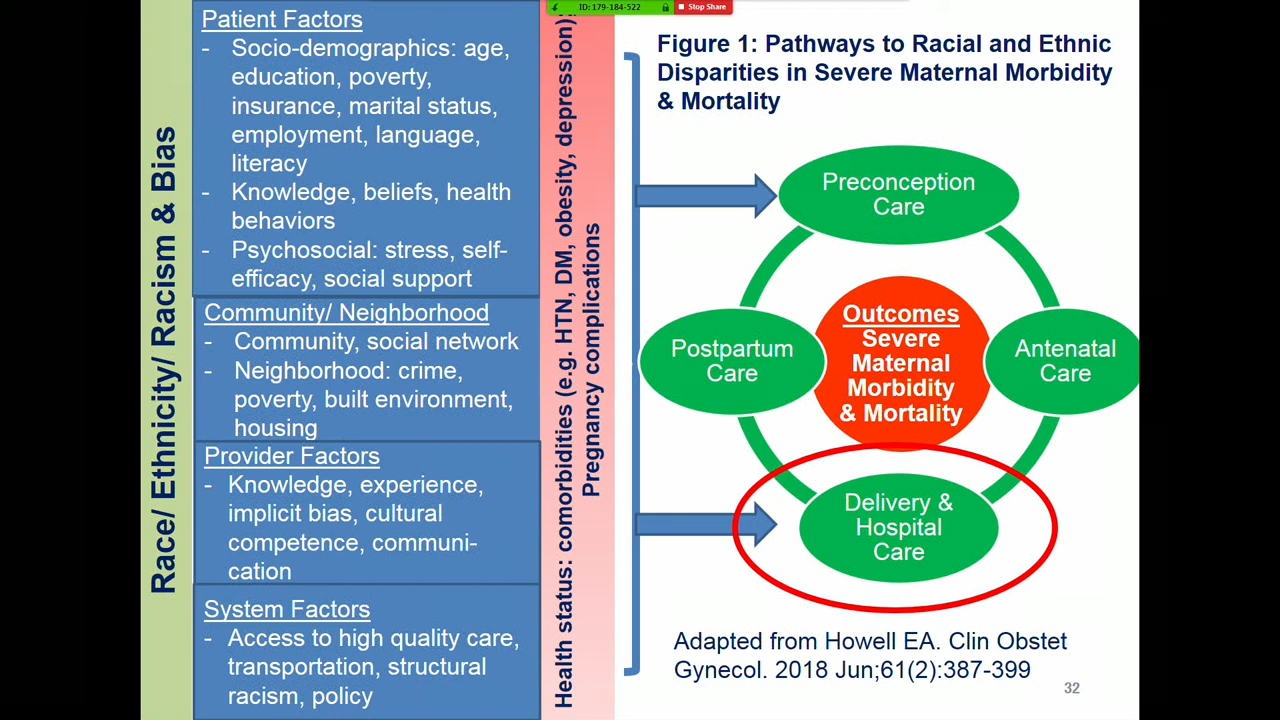 ID: 179-184-522
Stop Share
Race/ Ethnicity/ Racism & Bias
Patient Factors
- Socio-demographics: age,
education, poverty,
insurance, marital status,
employment, language,
literacy
- Knowledge, beliefs, health
behaviors
- Psychosocial: stress, self-
efficacy, social support
Community/ Neighborhood
- Community, social network
- Neighborhood: crime,
poverty, built environment,
housing
Provider Factors
- Knowledge, experience,
implicit bias, cultural
competence, communi-
cation
System Factors
- Access to high quality care,
transportation, structural
racism, policy
Health status: comorbidities (e.g. HTN, DM, obesity, depression)
Pregnancy complications
Figure 1: Pathways to Racial and Ethnic
Disparities in Severe Maternal Morbidity
& Mortality
Preconception
Care
Outcomes
Severe
Maternal
Morbidity
& Mortality
Postpartum
Care
Antenatal
Care
Delivery &
Hospital
Care
Adapted from Howell EA. Clin Obstet
Gynecol. 2018 Jun;61(2):387-399
32